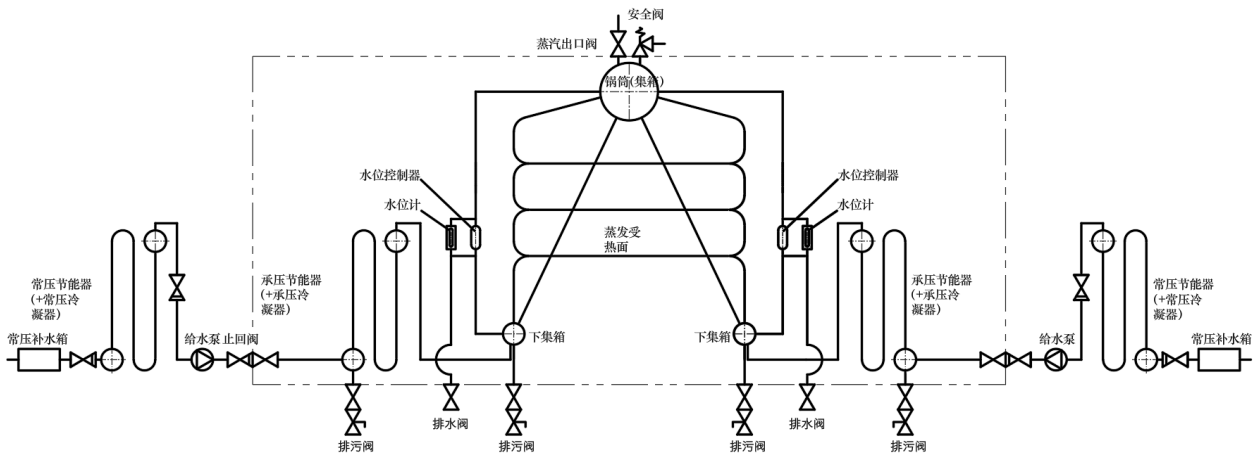 安全阀
蒸汽出口阀
锅筒(集箱)
水位控制器
水位控制器
水位计
水位计
蒸发受
热面
常压节能器
(+常压冷
凝器)
承压节能器
(+承压冷
凝器)
承压节能器
(+承压冷
凝器)
常压节能器
(+常压冷
凝器)
常压补水箱
给水泵
止回阀
下集箱
下集箱
给水泵
常压补水箱
排水阀
排水阀
排污阀
排污阀
排污阀
排污阀